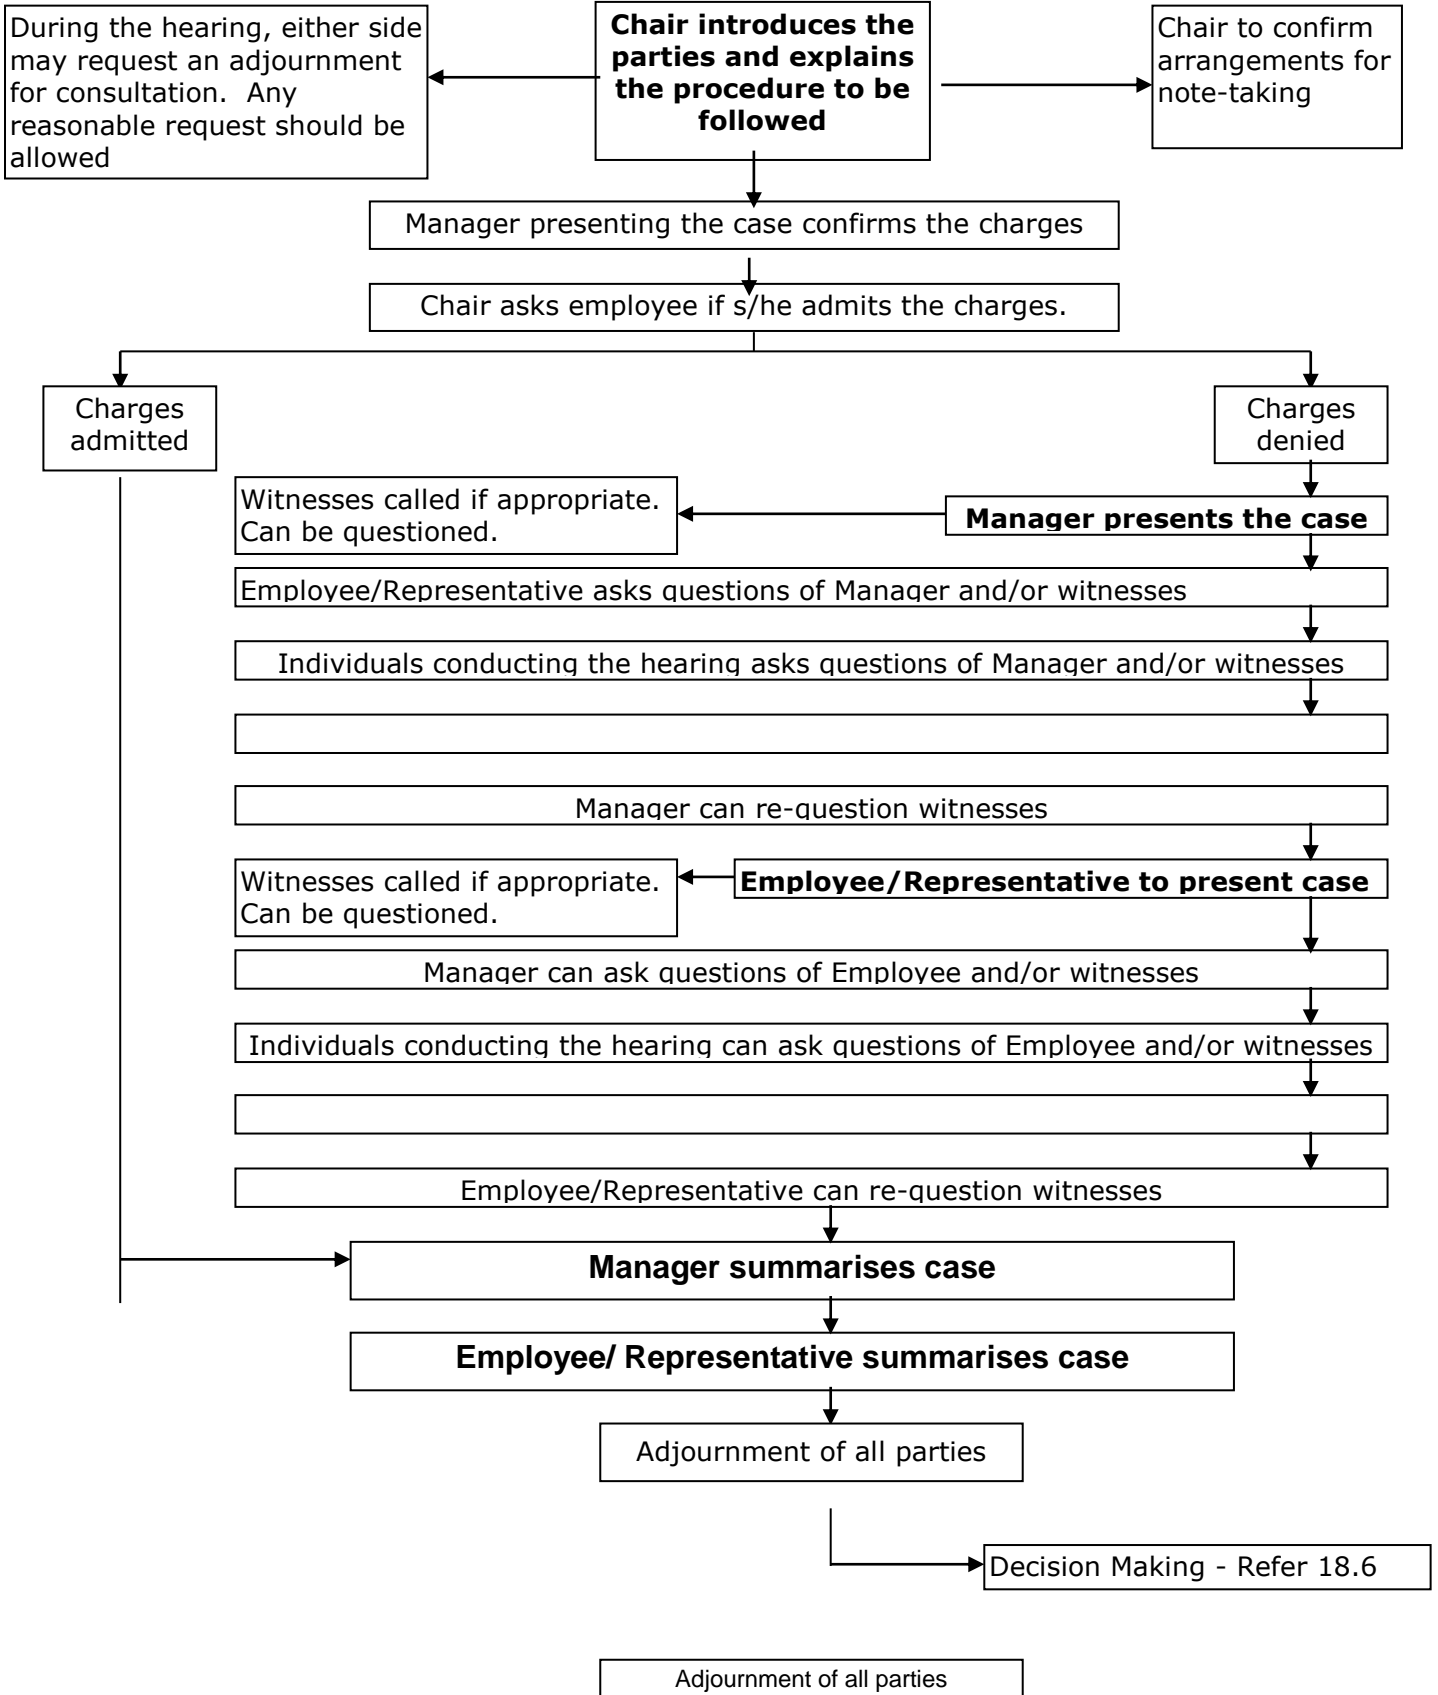 During the hearing, either side
may request an adjournment
for consultation.  Any
reasonable request should be
allowed
Chair introduces the
parties and explains
the procedure to be
followed
Chair to confirm
arrangements for
note-taking
Manager presenting the case confirms the charges
Chair asks employee if s/he admits the charges.
Charges
admitted
Charges
denied
Witnesses called if appropriate.
Can be questioned.
Manager presents the case
Employee/Representative asks questions of Manager and/or witnesses
Individuals conducting the hearing asks questions of Manager and/or witnesses
Manager can re-question witnesses
Witnesses called if appropriate.
Can be questioned.
Employee/Representative to present case
Manager can ask questions of Employee and/or witnesses
Individuals conducting the hearing can ask questions of Employee and/or witnesses
Employee/Representative can re-question witnesses
Manager summarises case
Employee/ Representative summarises case
Adjournment of all parties
Decision Making - Refer 18.6
Adjournment of all parties